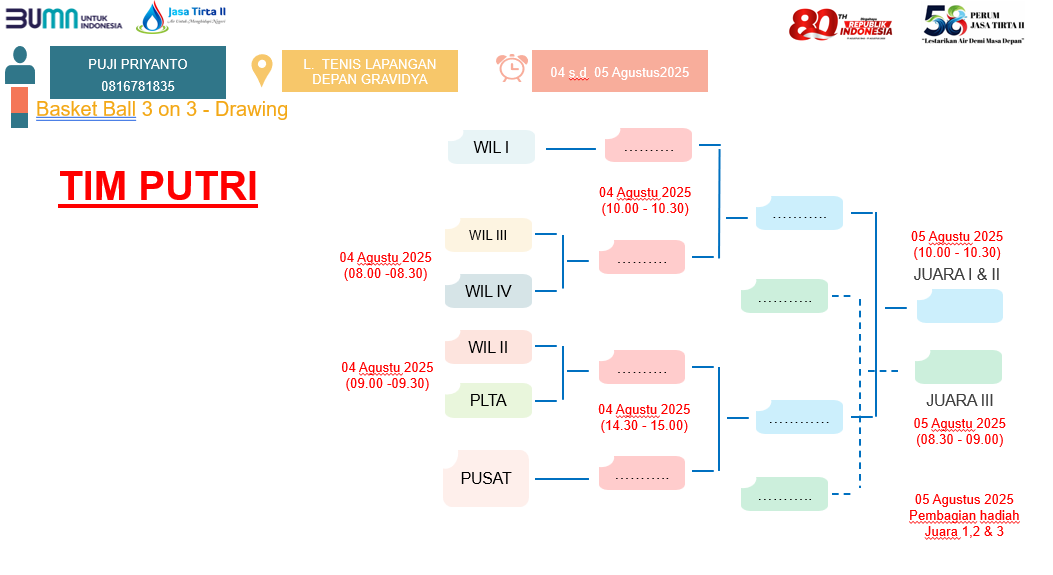 BUMN UNTUK INDONESIA
Jasa Tirta II
Air Untuk Menghidupi Negeri
80TH
REPUBLIK INDONESIA
58 PERUM JASA TIRTA II
"Lestarikan Air Demi Masa Depan"
PUJI PRIYANTO
0816781835
L. TENIS LAPANGAN
DEPAN GRAVIDYA
04 s.d. 05 Agustus2025
Basket Ball 3 on 3 - Drawing
TIM PUTRI
WIL I
..........
04 Agustu 2025
(10.00 - 10.30)
WIL III
04 Agustu 2025
(08.00 -08.30)
WIL IV
..........
...........
...........
WIL II
04 Agustu 2025
(09.00 -09.30)
PLTA
..........
04 Agustu 2025
(14.30 - 15.00)
PUSAT
...........
............
...........
05 Agustu 2025
(10.00 - 10.30)
JUARA I & II
JUARA III
05 Agustu 2025
(08.30 - 09.00)
05 Agustus 2025
Pembagian hadiah
Juara 1,2 & 3